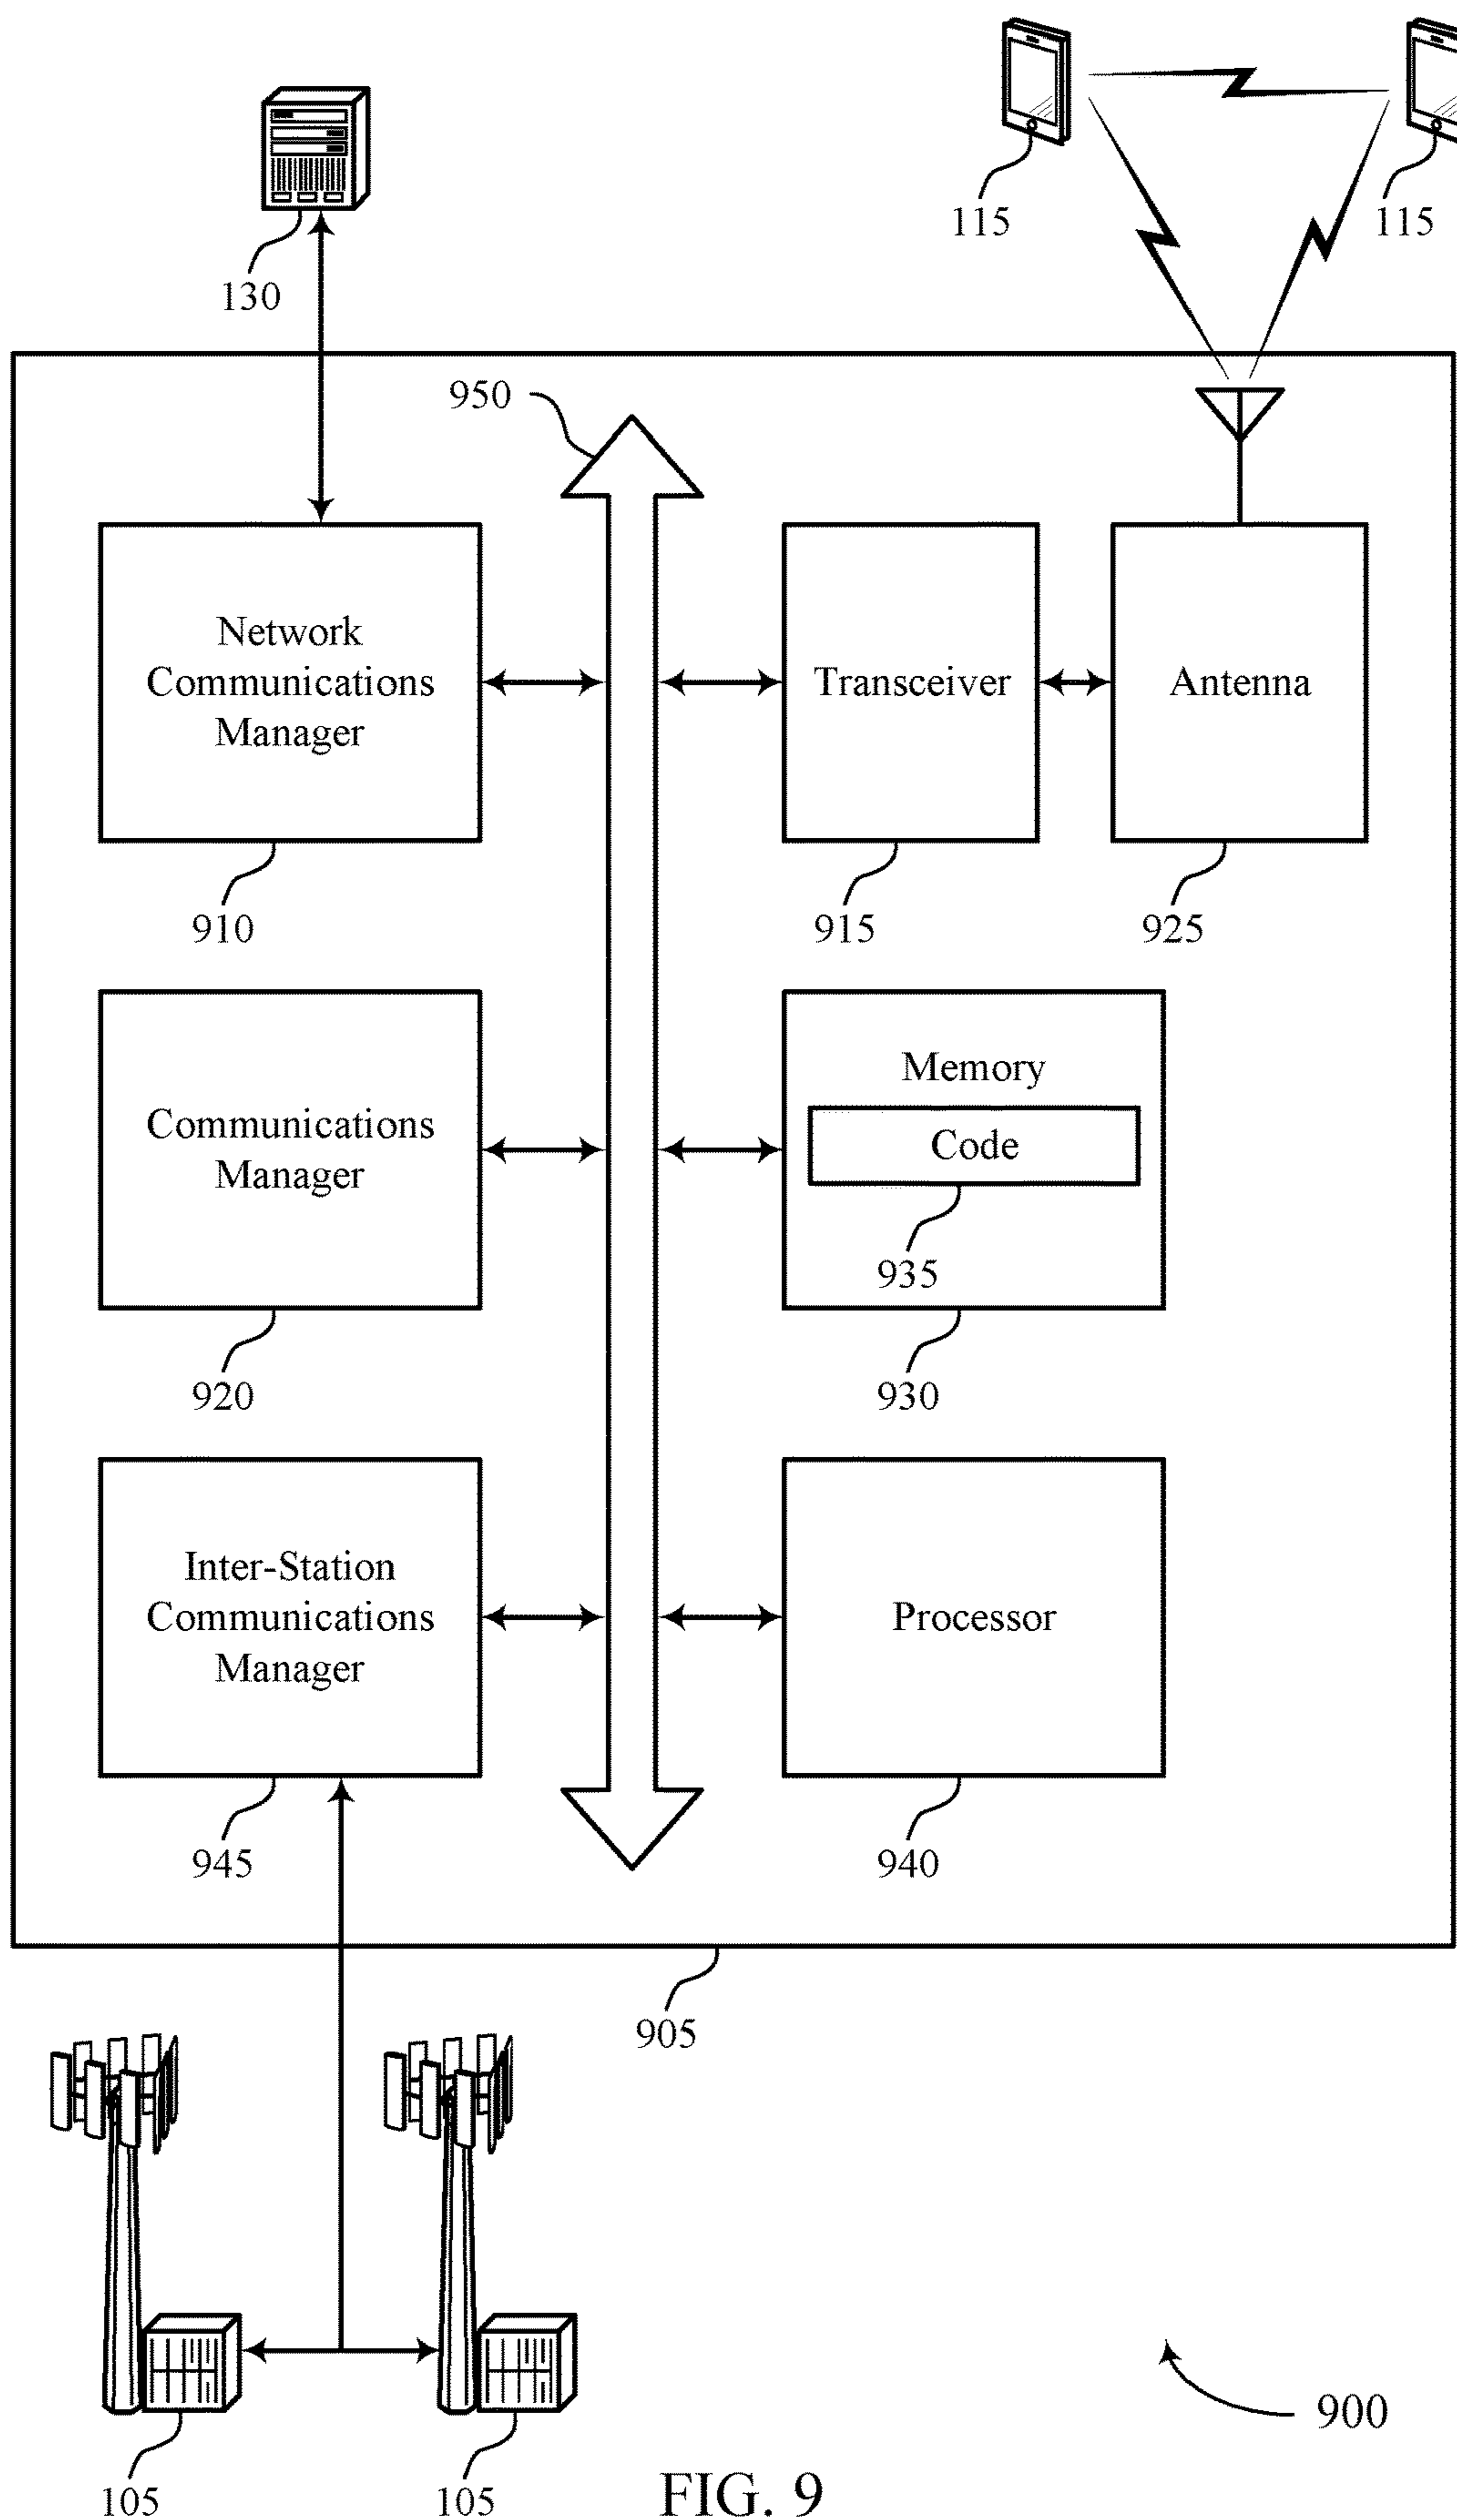 115
115
130
950
Network
Communications
Manager
Transceiver
Antenna
910
915
925
Communications
Manager
Memory
Code
935
920
930
Inter-Station
Communications
Manager
Processor
945
940
905
900
105
105
FIG. 9